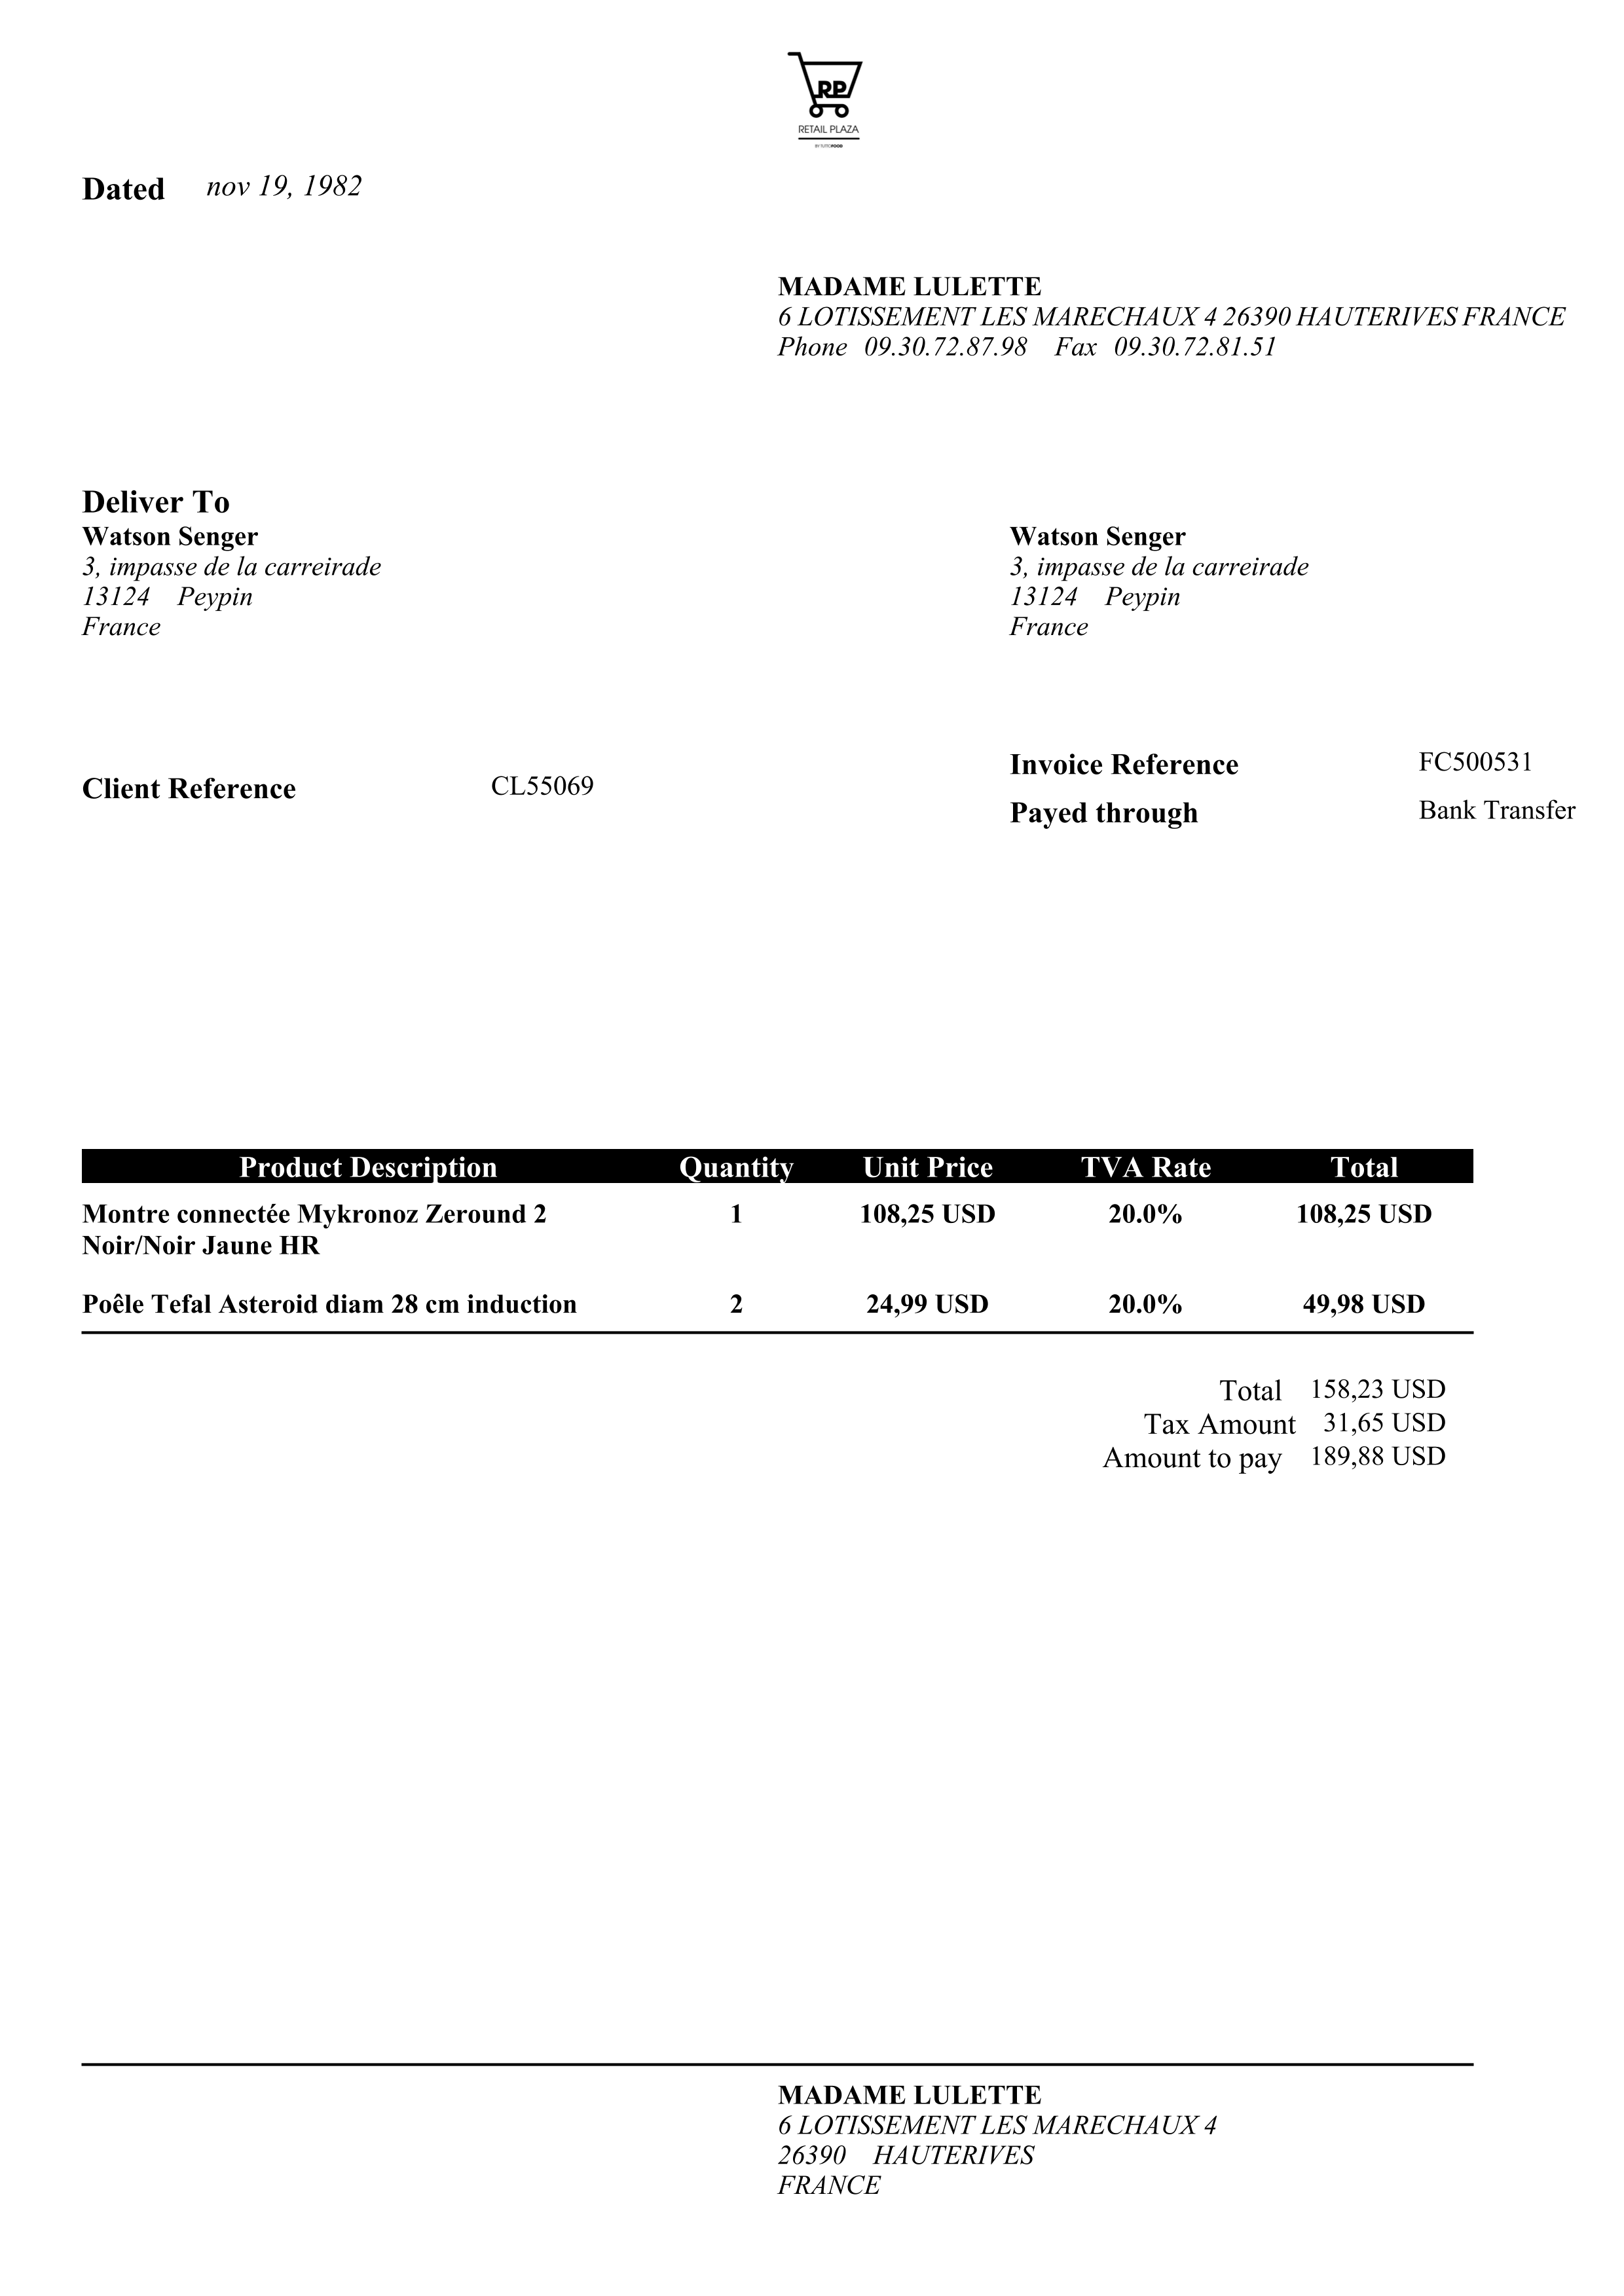 RP
RETAIL PLAZA
BY TUTTOFOOD
Dated nov 19, 1982
MADAME LULETTE
6 LOTISSEMENT LES MARECHAUX 4 26390 HAUTERIVES FRANCE
Phone 09.30.72.87.98 Fax 09.30.72.81.51
Deliver To
Watson Senger
3, impasse de la carreirade
13124 Peypin
France
Watson Senger
3, impasse de la carreirade
13124 Peypin
France
Client Reference CL55069
Invoice Reference FC500531
Payed through Bank Transfer
Product Description Quantity Unit Price TVA Rate Total
Montre connectée Mykronoz Zeround 2 1 108,25 USD 20.0% 108,25 USD
Noir/Noir Jaune HR
Poêle Tefal Asteroid diam 28 cm induction 2 24,99 USD 20.0% 49,98 USD
Total 158,23 USD
Tax Amount 31,65 USD
Amount to pay 189,88 USD
MADAME LULETTE
6 LOTISSEMENT LES MARECHAUX 4
26390 HAUTERIVES
FRANCE